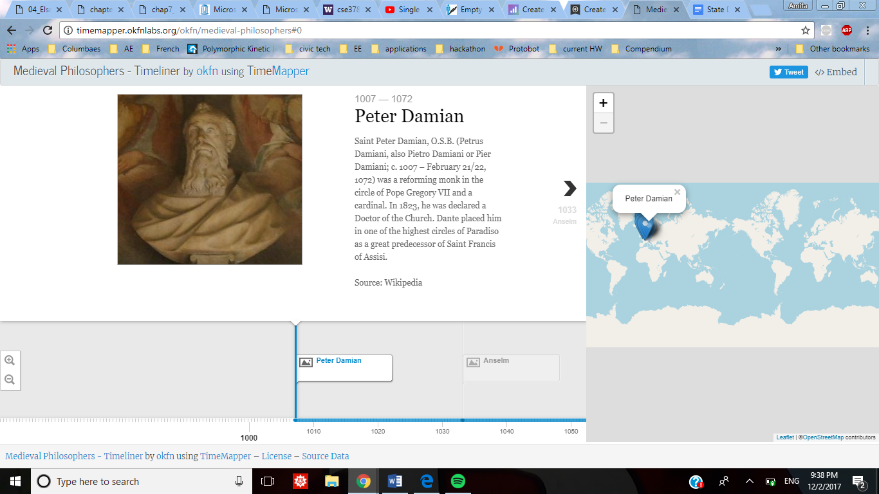 04_Els
chapte
chap7
Micros
Micros
cse37
Single
Empty
Create
Create
Medie
State
Anitha
timemapper.okfnlabs.org/okfn/medieval-philosophers#0
Apps Columbaes AE French Polymorphic Kinetic civic tech EE applications hackathon Protobot current HW Compendium » Other bookmarks
Medieval Philosophers - Timeliner by okfn using TimeMapper Tweet </> Embed
1007 — 1072
Peter Damian
Saint Peter Damian, O.S.B. (Petrus
Damiani, also Pietro Damiani or Pier
Damiani; c. 1007 – February 21/22,
1072) was a reforming monk in the
circle of Pope Gregory VII and a
cardinal. In 1823, he was declared a
Doctor of the Church. Dante placed him
in one of the highest circles of Paradiso
as a great predecessor of Saint Francis
of Assisi.
Source: Wikipedia
1033
Anselm
+
−
Peter Damian ×
Peter Damian
Anselm
1000 1010 1020 1030 1040 1050
Leaflet | ©OpenStreetMap contributors
Medieval Philosophers - Timeliner by okfn using TimeMapper – License – Source Data
Type here to search
ENG
9:38 PM
12/2/2017
2